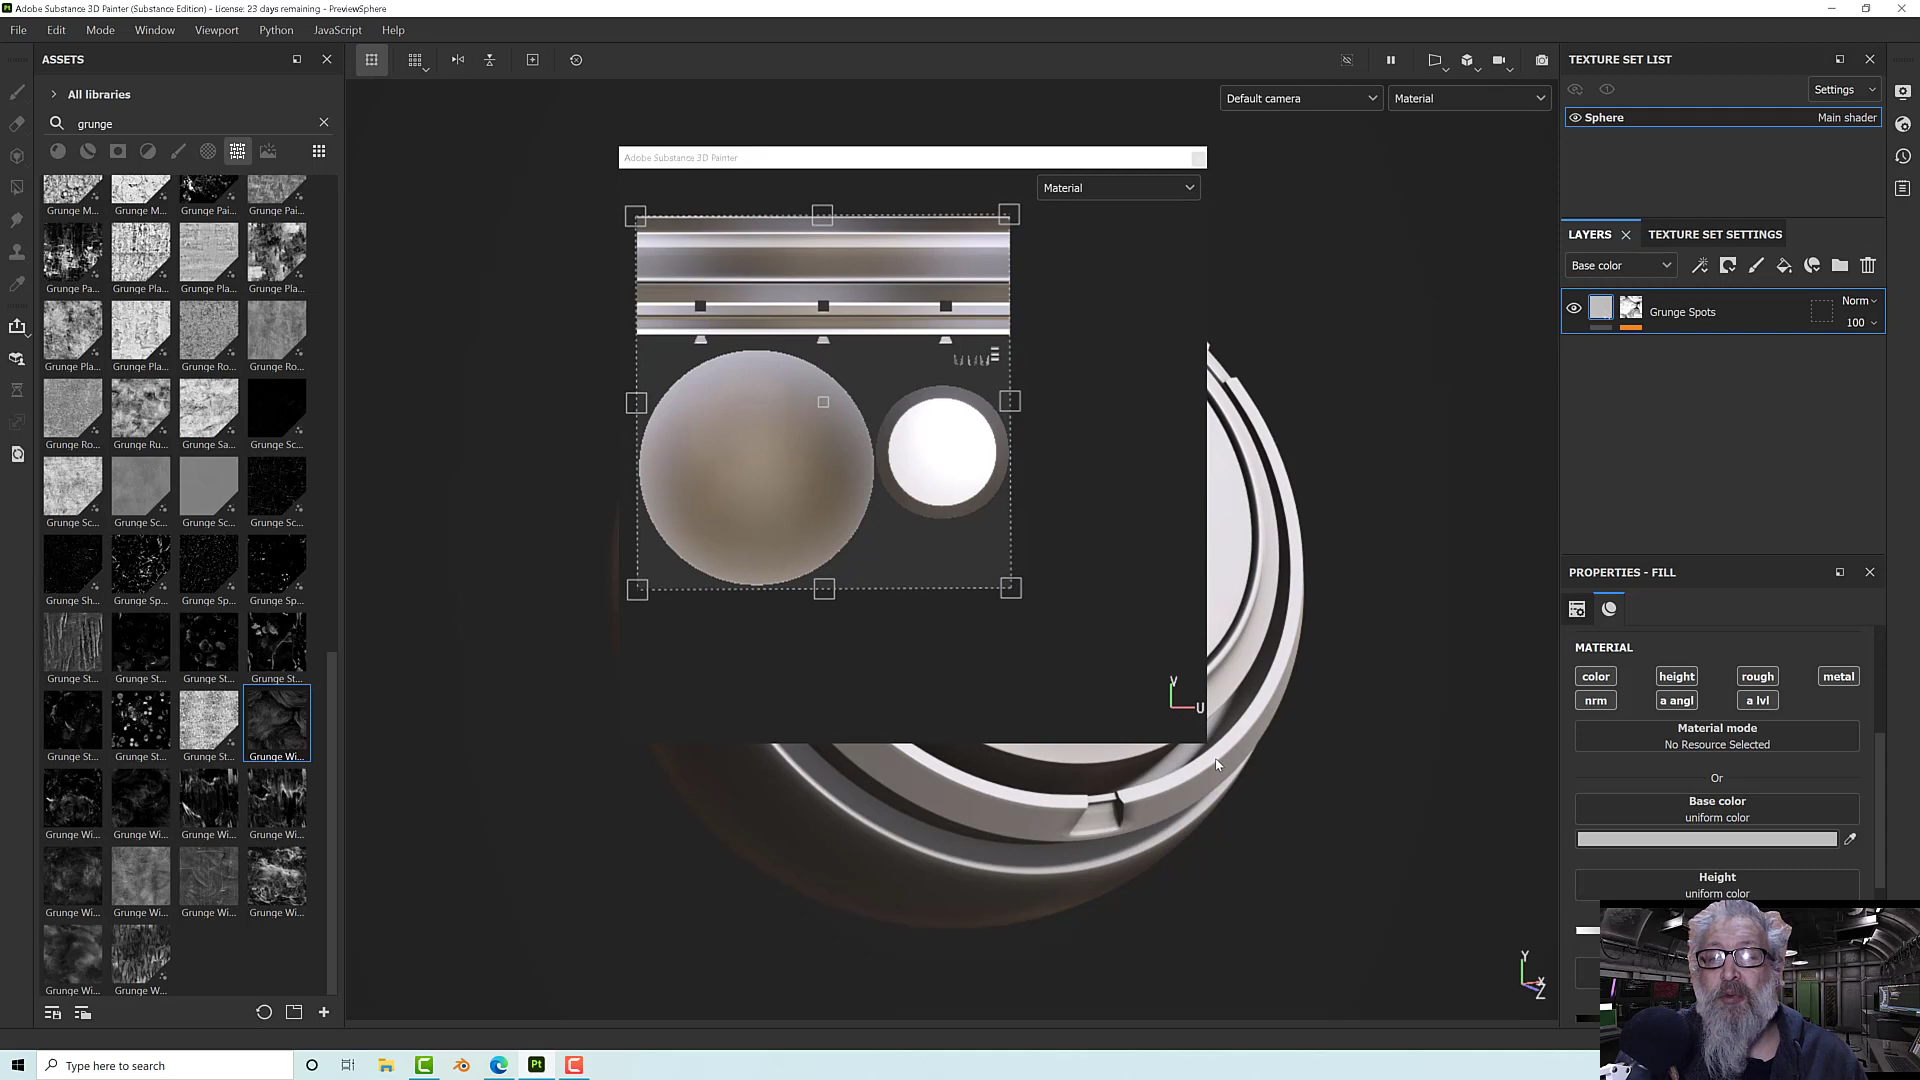 Adobe Substance 3D Painter (Substance Edition) - License: 23 days remaining - PreviewSphere
File Edit Mode Window Viewport Python JavaScript Help
ASSETS
All libraries
grunge
Grunge M... Grunge M... Grunge Pai... Grunge Pai...
Grunge Pa... Grunge Pla... Grunge Pla... Grunge Pla...
Grunge Pla... Grunge Pla... Grunge Ro... Grunge Ro...
Grunge Ro... Grunge Ru... Grunge Sa... Grunge Sc...
Grunge Sc... Grunge Sc... Grunge Sc... Grunge Sc...
Grunge Sh... Grunge Sp... Grunge Sp... Grunge Sp...
Grunge St... Grunge St... Grunge St... Grunge St...
Grunge St... Grunge St... Grunge St... Grunge Wi...
Grunge Wi... Grunge Wi... Grunge Wi... Grunge Wi...
Grunge Wi... Grunge Wi... Grunge Wi... Grunge Wi...
Grunge Wi... Grunge W...
Default camera
Material
Adobe Substance 3D Painter
Material
V
U
Y
X
Z
TEXTURE SET LIST
Settings
Sphere Main shader
LAYERS TEXTURE SET SETTINGS
Base color
Grunge Spots
Norm
100
PROPERTIES - FILL
MATERIAL
color height rough metal
nrm a angl a lvl
Material mode
No Resource Selected
Or
Base color
uniform color
Height
uniform color
Type here to search
Pt